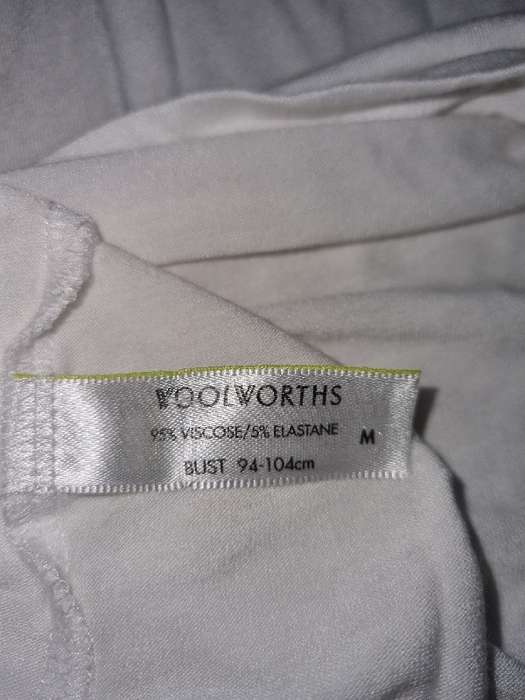 WOOLWORTHS
95% VISCOSE/5% ELASTANE M
BUST 94-104cm